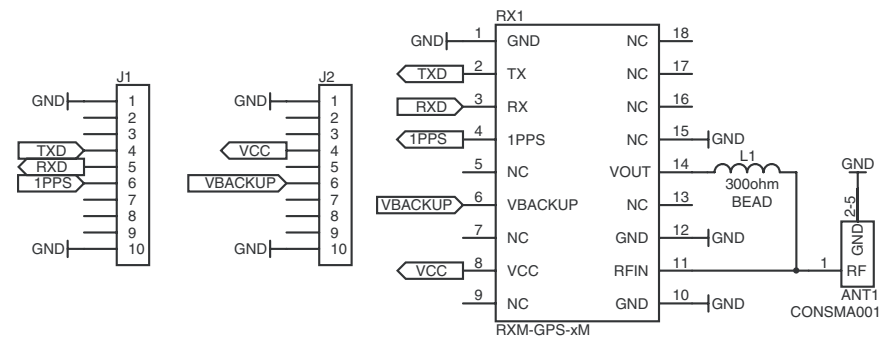 J1
GND 1
2
3
TXD 4
RXD 5
1PPS 6
7
8
9
GND 10
J2
GND 1
2
3
VCC 4
5
VBACKUP 6
7
8
9
GND 10
RX1
GND 1 GND NC 18
TXD 2 TX NC 17
RXD 3 RX NC 16
1PPS 4 1PPS NC 15 GND
5 NC VOUT 14
VBACKUP 6 VBACKUP NC 13
7 NC GND 12 GND
VCC 8 VCC RFIN 11
9 NC GND 10 GND
RXM-GPS-xM
L1
300ohm
BEAD
GND
2-5
GND
1 RF
ANT1
CONSMA001